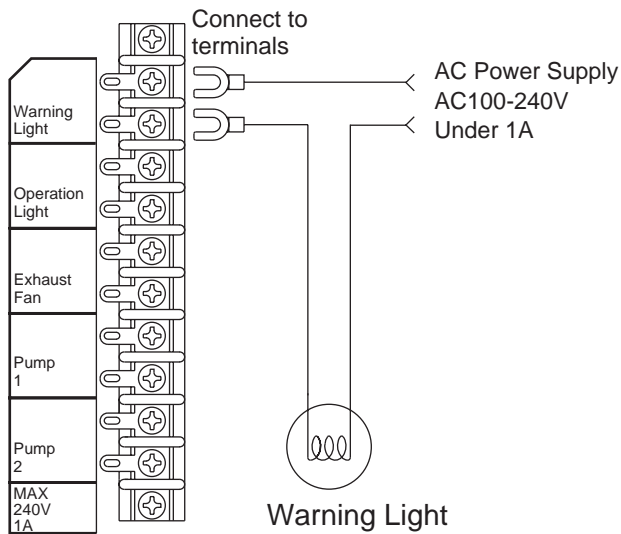 Connect to
terminals
AC Power Supply
AC100-240V
Under 1A
Warning
Light
Operation
Light
Exhaust
Fan
Pump
1
Pump
2
MAX
240V
1A
Warning Light